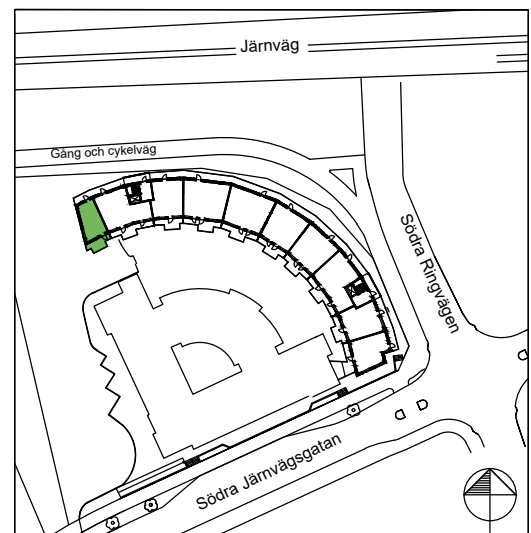 Järnväg
Gång och cykelväg
Södra Ringvägen
Södra Järnvägsgatan